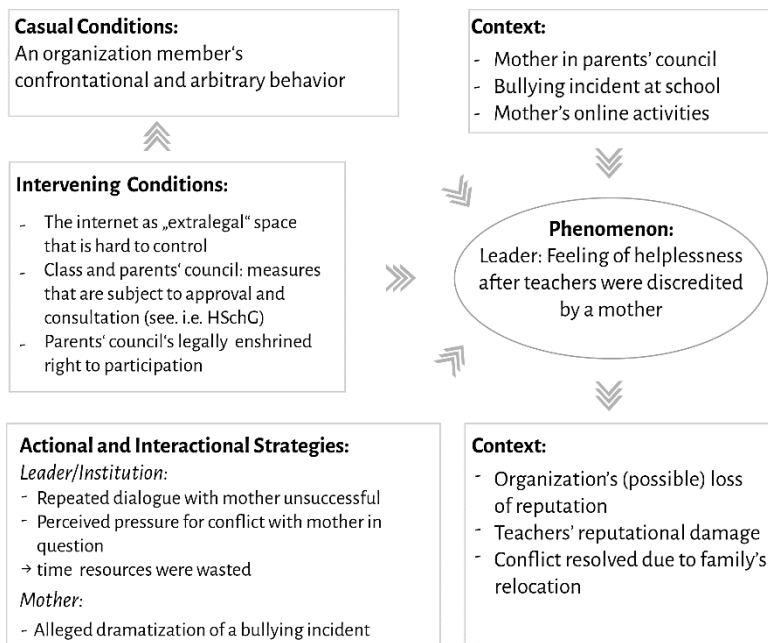 Casual Conditions:
An organization member‘s
confrontational and arbitrary behavior
Context:
- Mother in parents’ council
- Bullying incident at school
- Mother’s online activities
Intervening Conditions:
- The internet as „extralegal“ space
that is hard to control
- Class and parents‘ council: measures
that are subject to approval and
consultation (see. i.e. HSchG)
- Parents‘ council‘s legally enshrined
right to participation
Phenomenon:
Leader: Feeling of helplessness
after teachers were discredited
by a mother
Actional and Interactional Strategies:
Leader/Institution:
- Repeated dialogue with mother unsuccessful
- Perceived pressure for conflict with mother in
question
→ time resources were wasted
Mother:
- Alleged dramatization of a bullying incident
Context:
- Organization’s (possible) loss
of reputation
- Teachers’ reputational damage
- Conflict resolved due to family’s
relocation